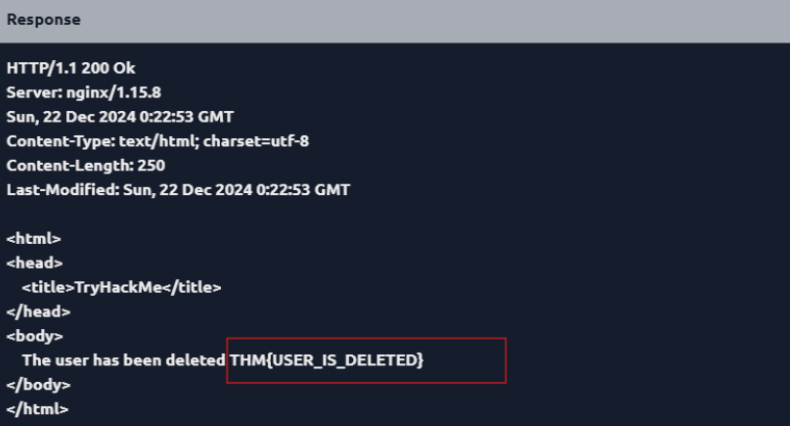 Response
HTTP/1.1 200 Ok
Server: nginx/1.15.8
Sun, 22 Dec 2024 0:22:53 GMT
Content-Type: text/html; charset=utf-8
Content-Length: 250
Last-Modified: Sun, 22 Dec 2024 0:22:53 GMT
<html>
<head>
<title>TryHackMe</title>
</head>
<body>
The user has been deleted THM{USER_IS_DELETED}
</body>
</html>